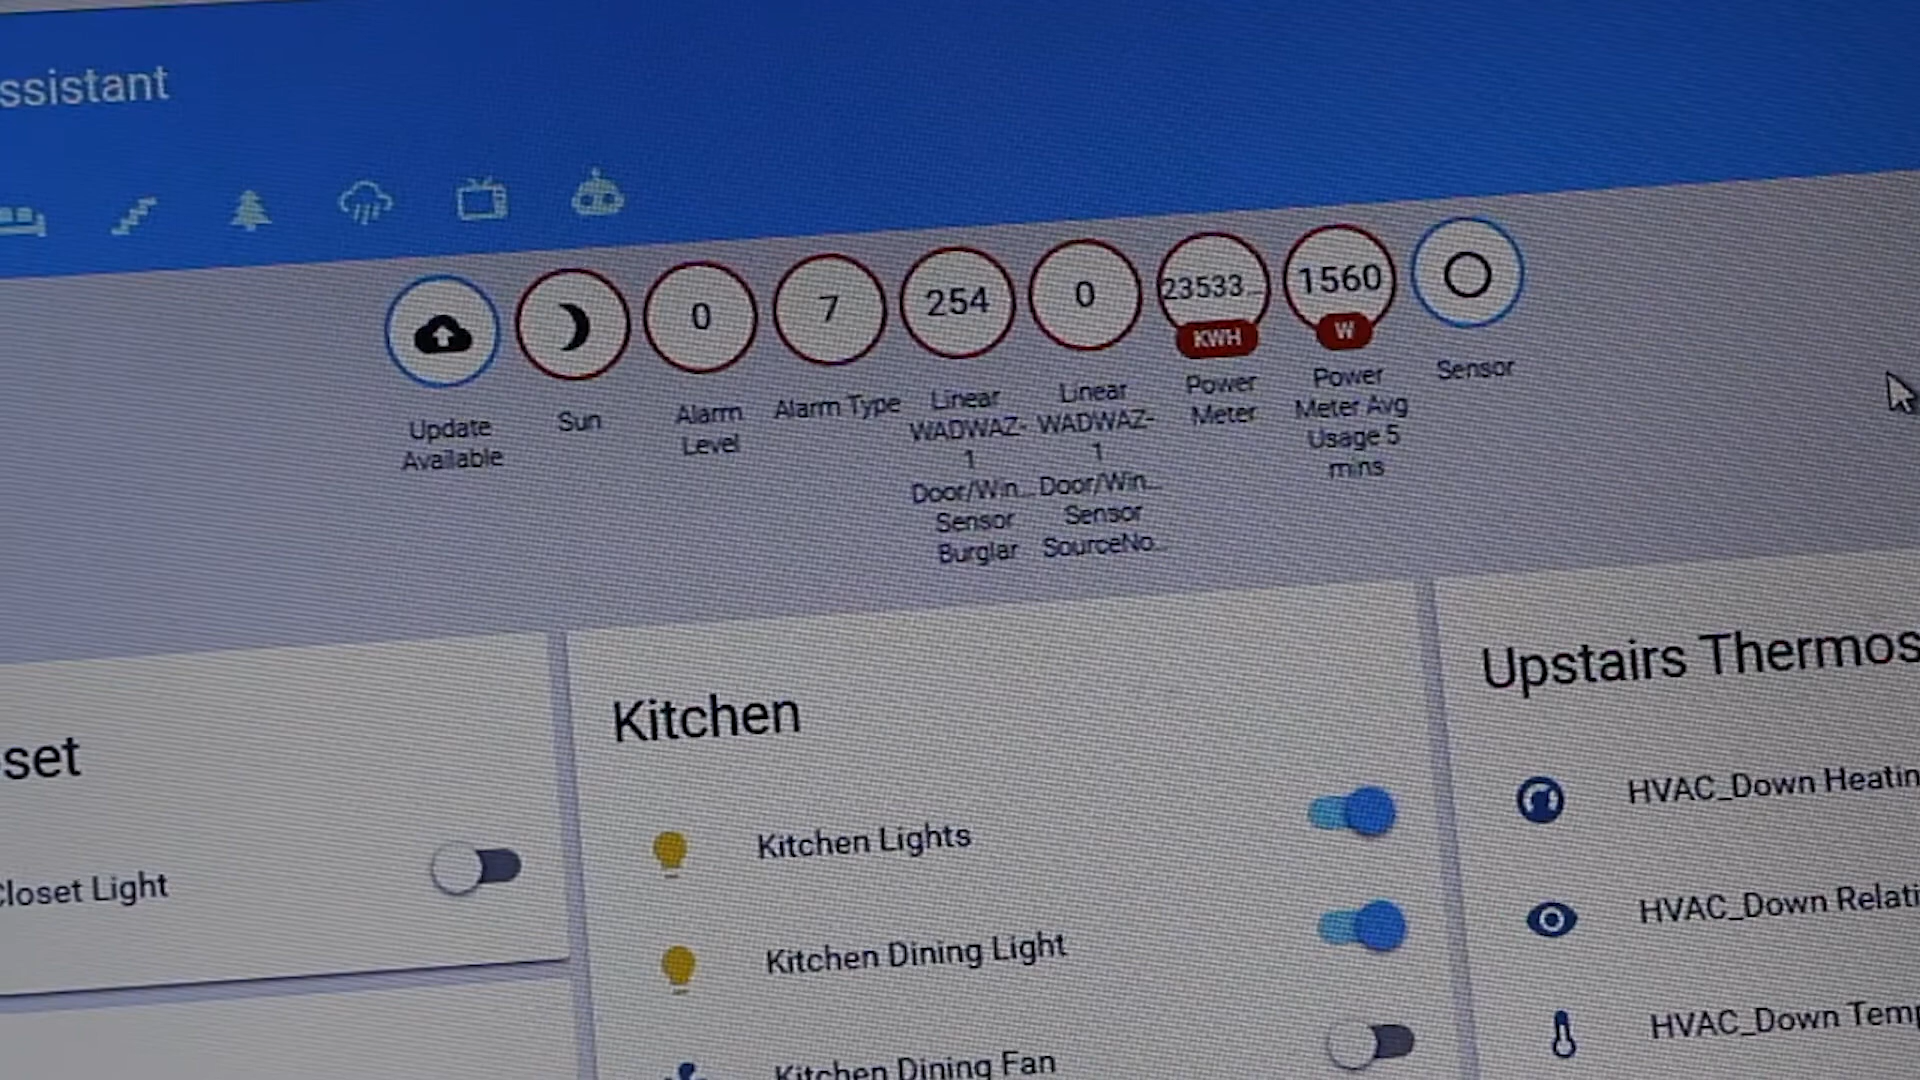 ssistant
0
7
254
0
23533...
1560
KWH
W
Update
Available
Sun
Alarm
Level
Alarm Type
Linear
WADWAZ-
1
Door/Win...
Sensor
Burglar
Linear
WADWAZ-
1
Door/Win...
Sensor
SourceNo...
Power
Meter
Power
Meter Avg
Usage 5
mins
Sensor
set
Closet Light
Kitchen
Kitchen Lights
Kitchen Dining Light
Kitchen Dining Fan
Upstairs Thermos
HVAC_Down Heatin
HVAC_Down Relati
HVAC_Down Temp